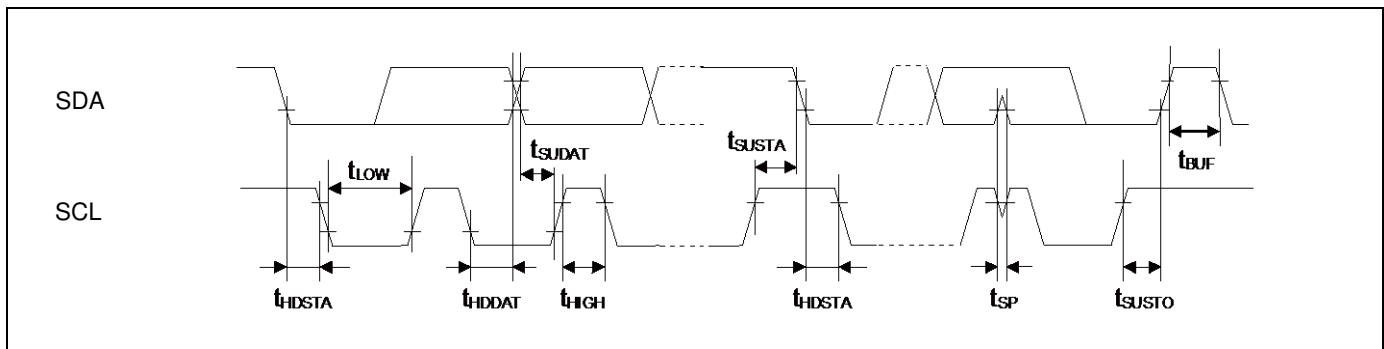 SDA
tSUDAT
tSUSTA
tLOW
tBUF
SCL
tHDSTA
tHDDAT
tHIGH
tHDSTA
tSP
tSUSTO